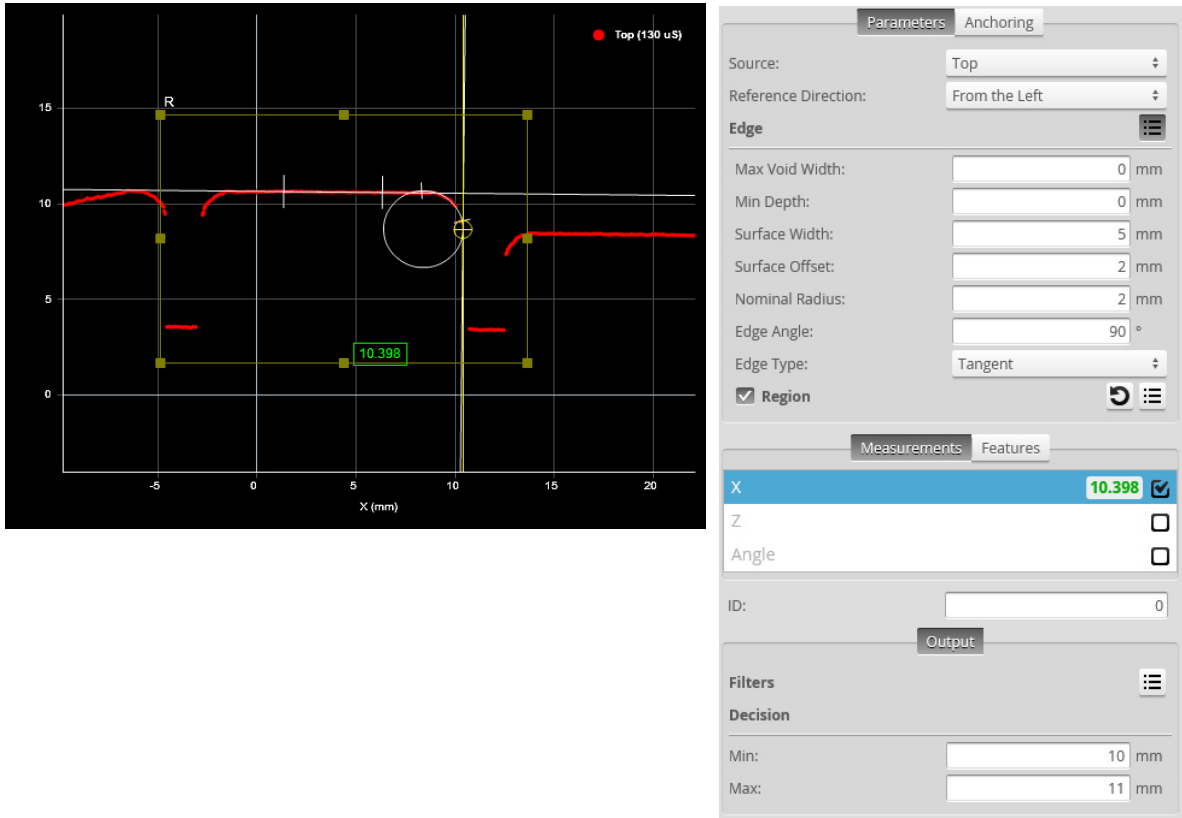 Top (130 uS)
R
15
10
5
0
10.398
-5
0
5
10
15
20
X (mm)
Parameters
Anchoring
Source:
Top
Reference Direction:
From the Left
Edge
Max Void Width:
0 mm
Min Depth:
0 mm
Surface Width:
5 mm
Surface Offset:
2 mm
Nominal Radius:
2 mm
Edge Angle:
90 °
Edge Type:
Tangent
Region
Measurements
Features
X
10.398
Z
Angle
ID:
0
Output
Filters
Decision
Min:
10 mm
Max:
11 mm